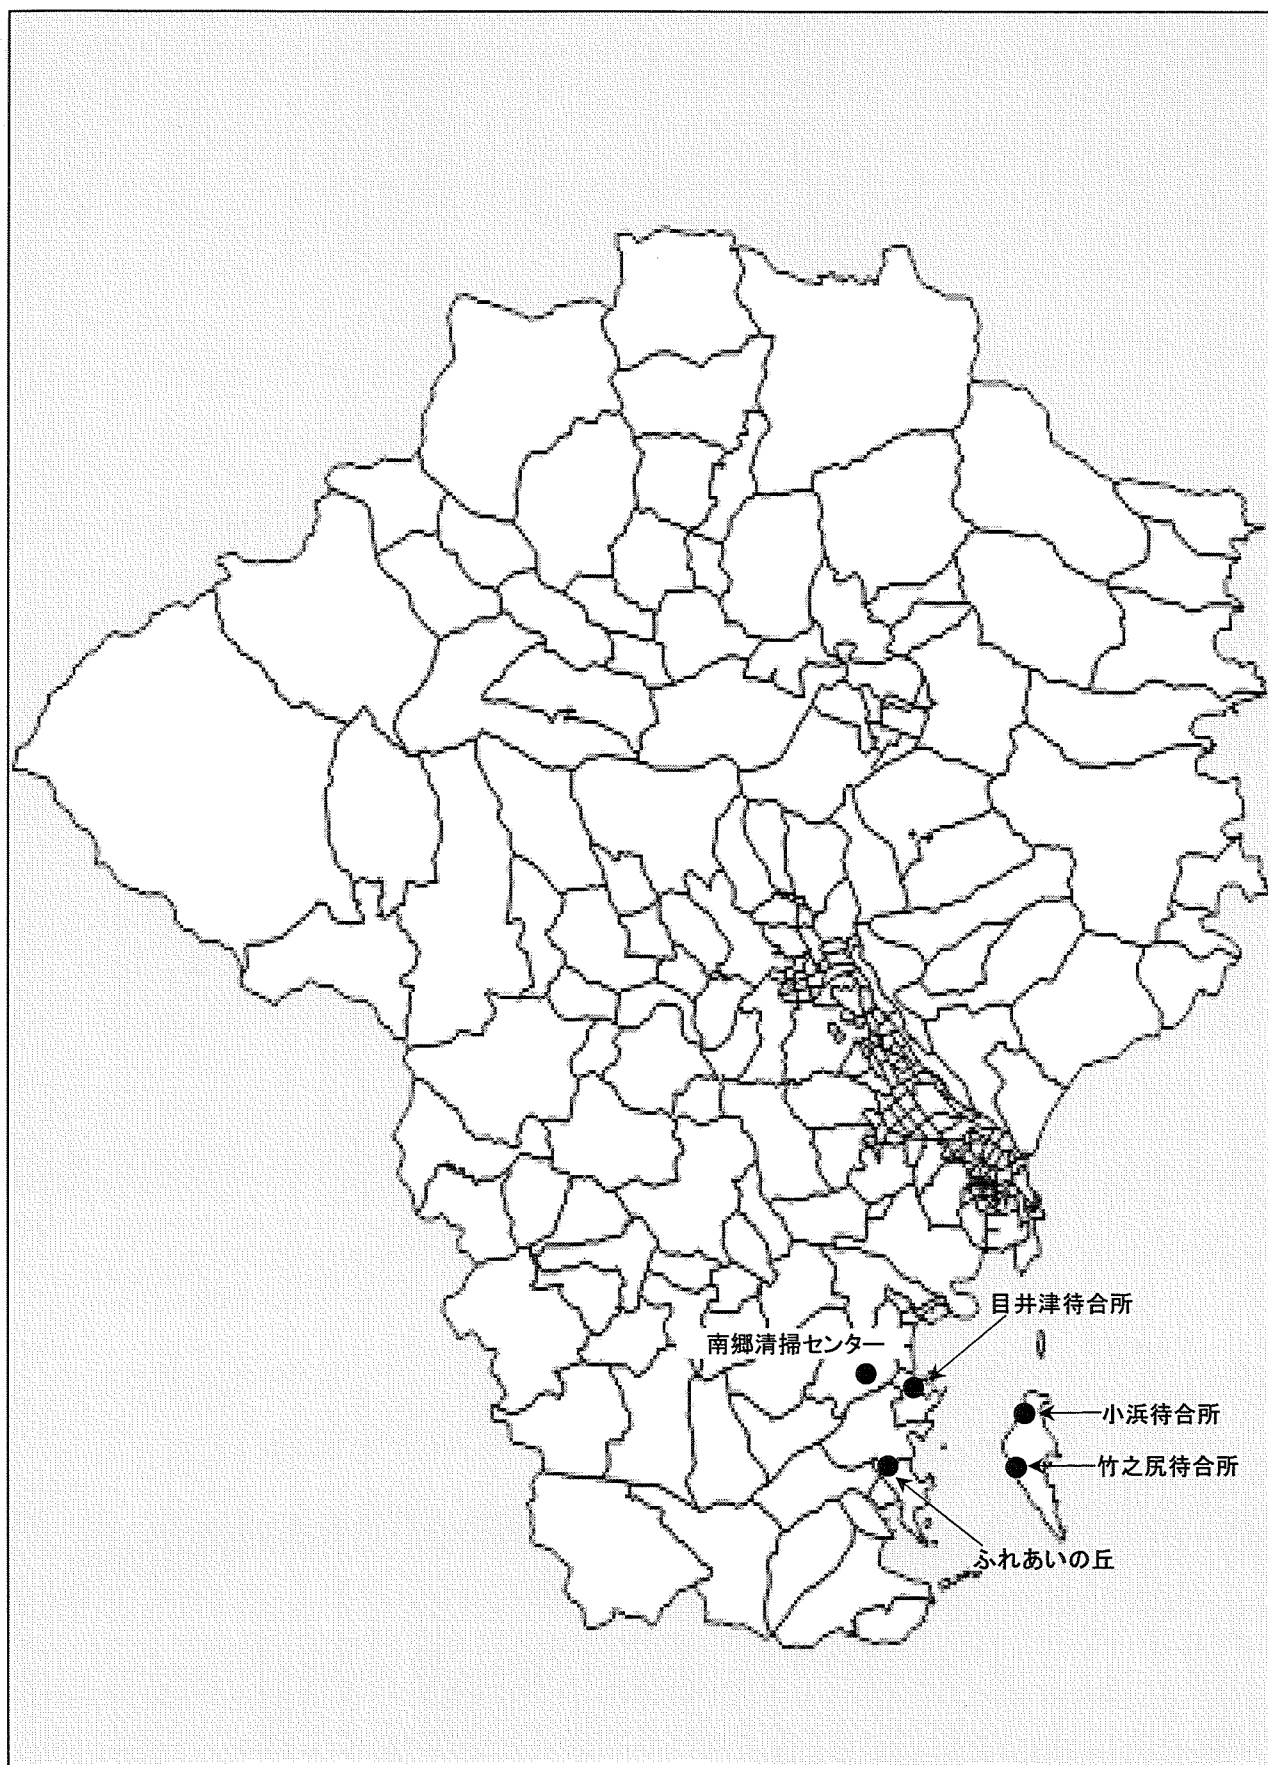 目井津待合所
南郷清掃センター
小浜待合所
竹之尻待合所
ふれあいの丘